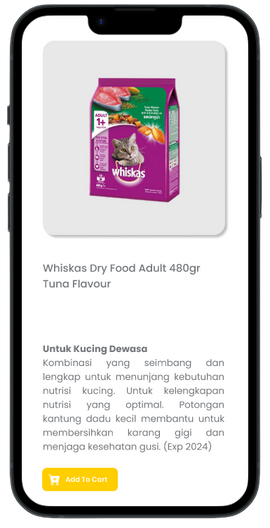 ADULT
1+
whiskas
Whiskas Dry Food Adult 480gr
Tuna Flavour
Untuk Kucing Dewasa
Kombinasi yang seimbang dan
lengkap untuk menunjang kebutuhan
nutrisi kucing. Untuk kelengkapan
nutrisi yang optimal. Potongan
kantung dadu kecil membantu untuk
membersihkan karang gigi dan
menjaga kesehatan gusi. (Exp 2024)
Add To Cart